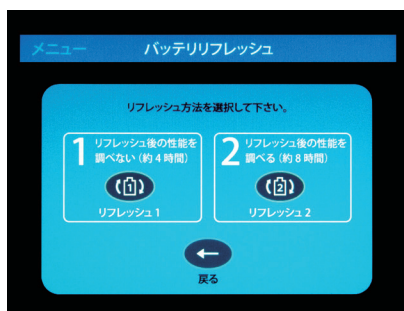 メニュー
バッテリリフレッシュ
リフレッシュ方法を選択して下さい。
1 リフレッシュ後の性能を
調べない(約4時間)
1
リフレッシュ1
2 リフレッシュ後の性能を
調べる(約8時間)
2
リフレッシュ2
戻る